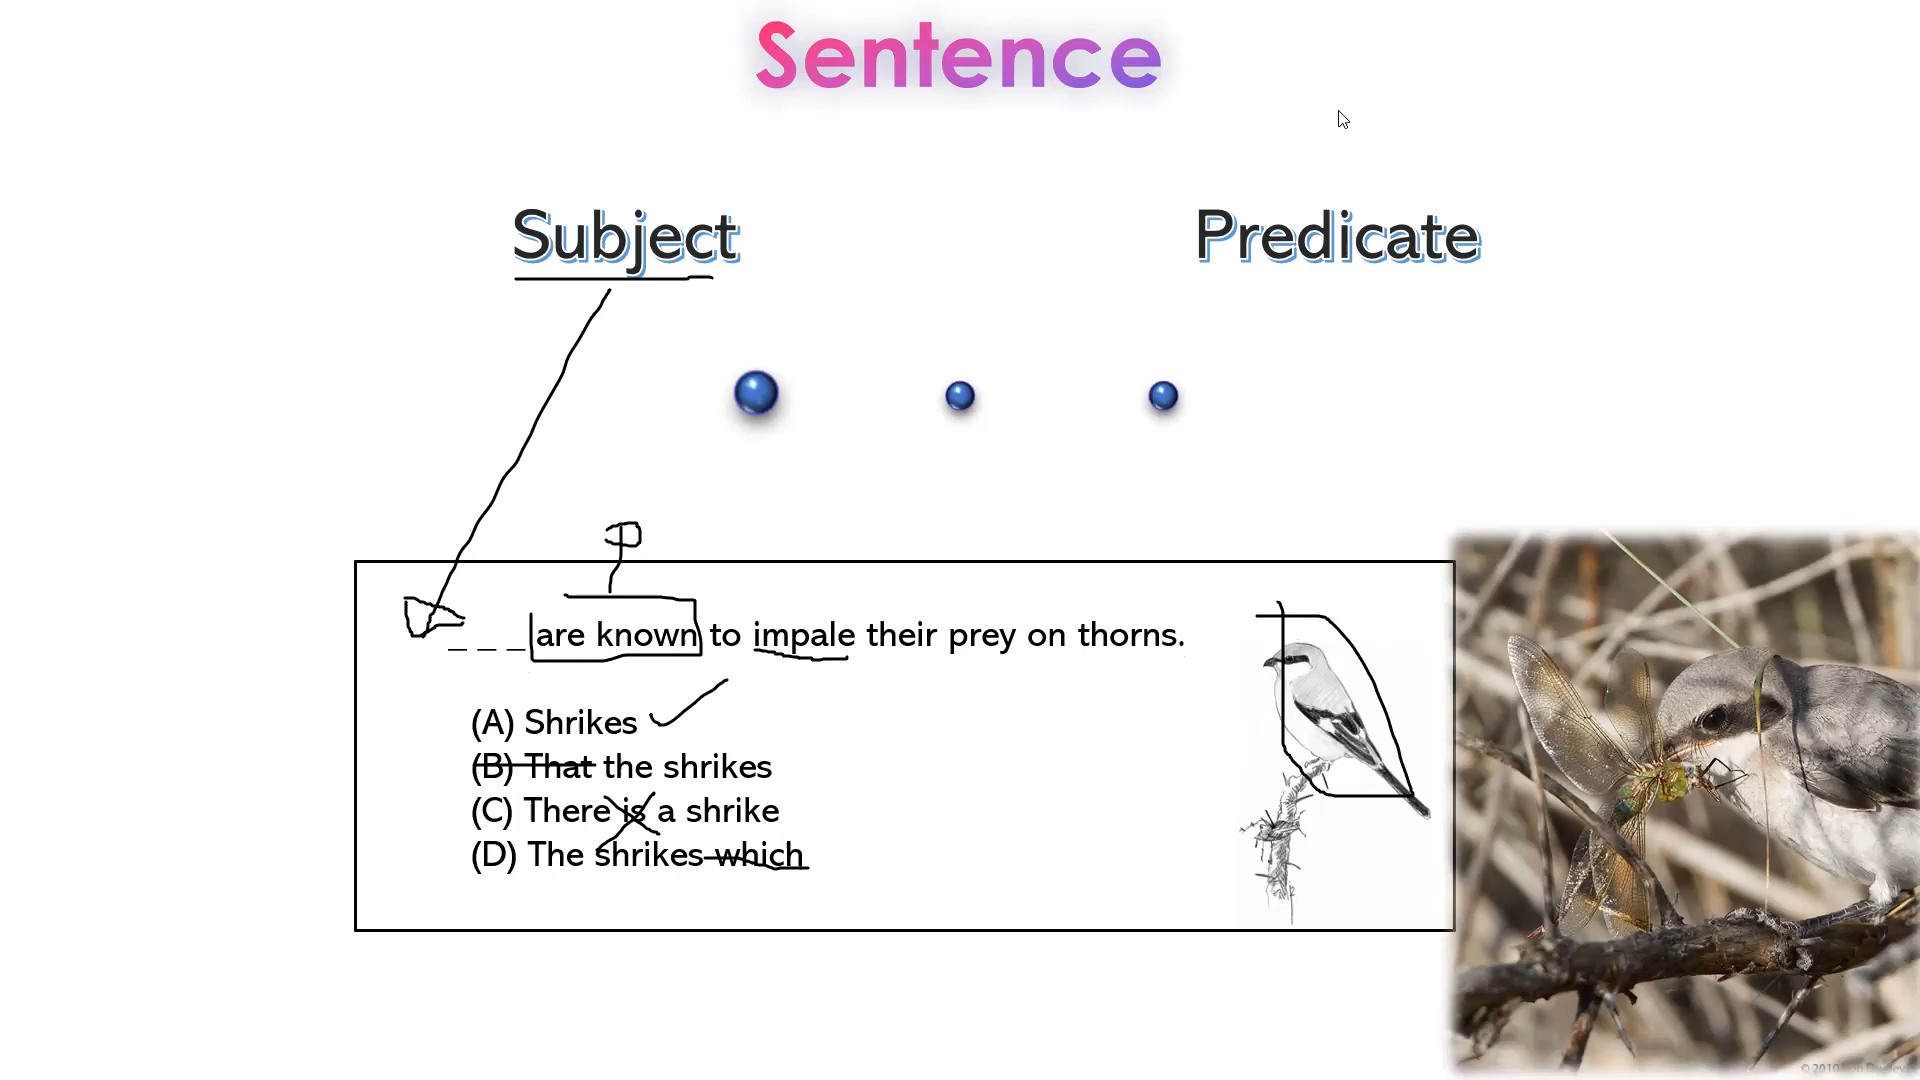 Sentence
Subject
Predicate
P
_ _ _ are known to impale their prey on thorns.
(A) Shrikes
(B) That the shrikes
(C) There is a shrike
(D) The shrikes which
© 2010